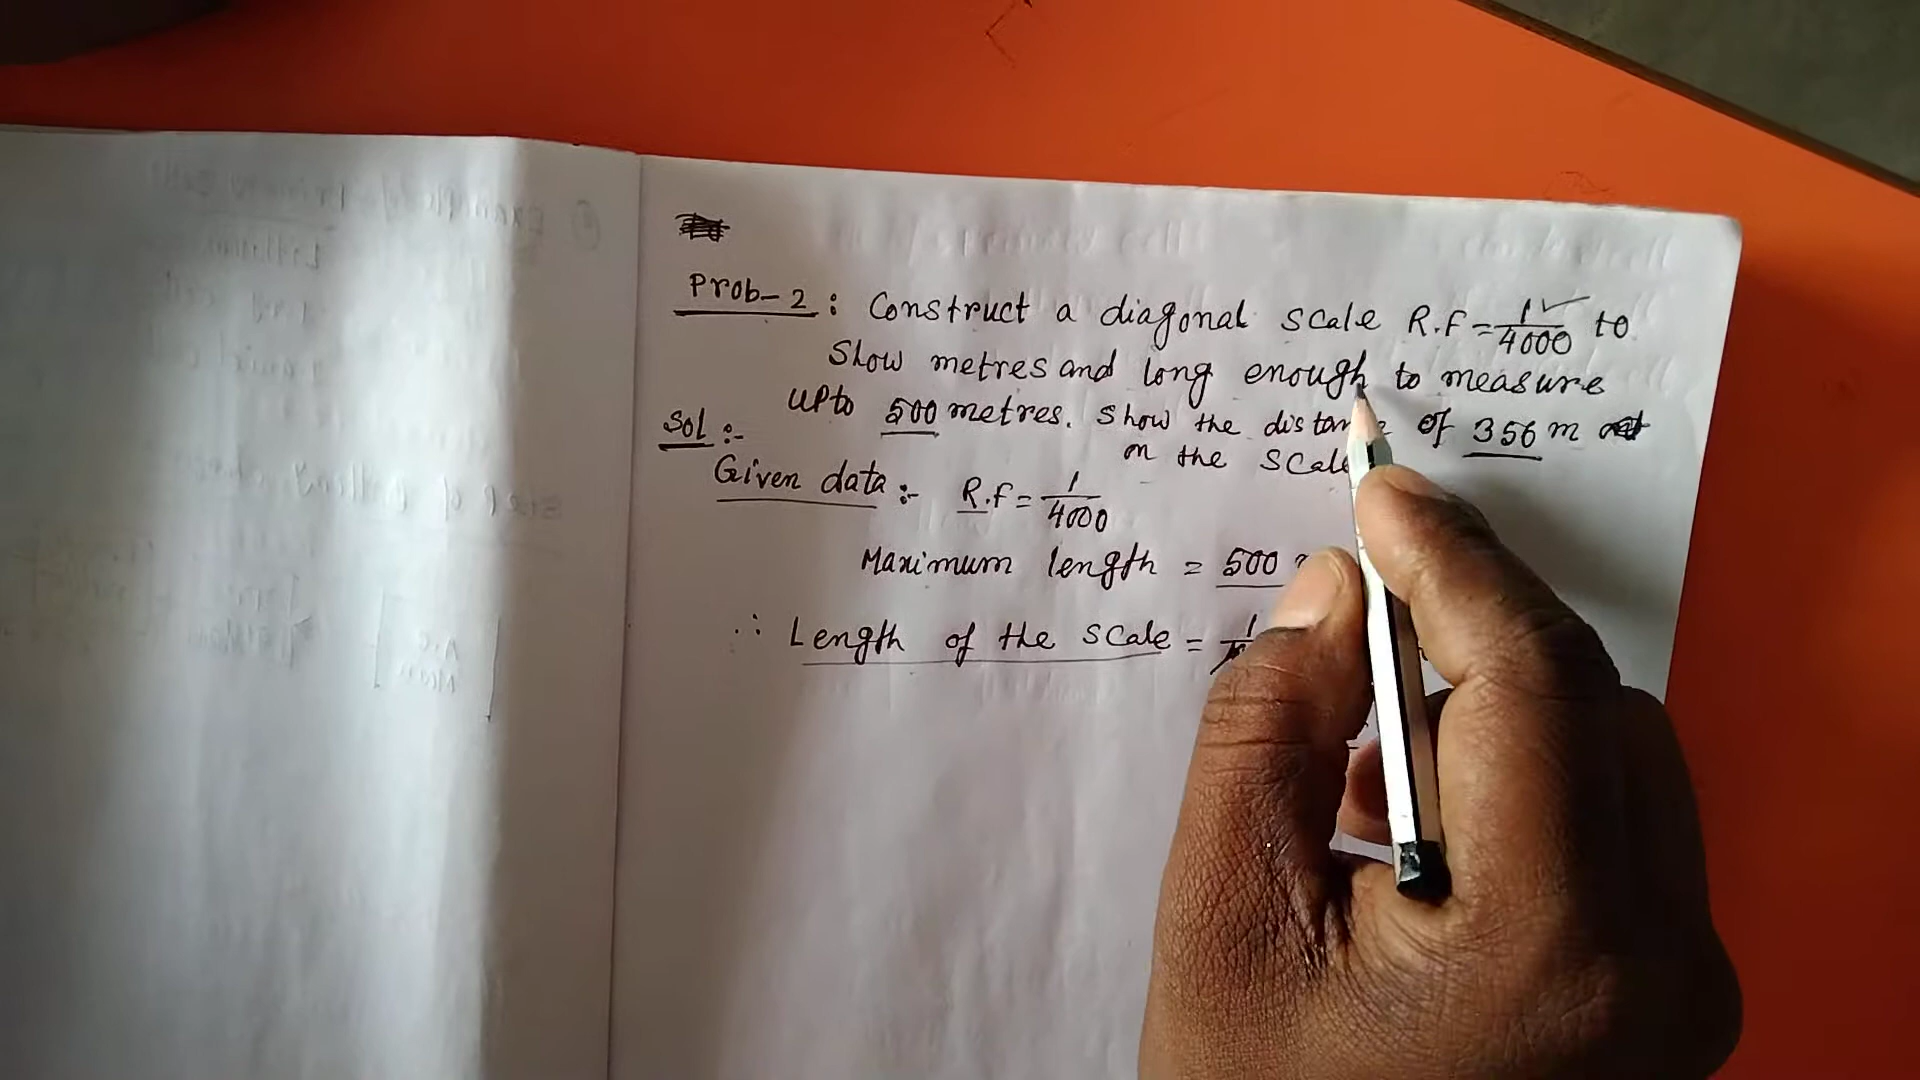 Prob-2 : Construct a diagonal scale R.F = 1/4000 to
Show metres and long enough to measure
upto 500 metres. Show the distance of 356 m
on the scale
Sol :-
Given data :- R.F = 1/4000
Maximum length = 500
∴ Length of the scale = 1